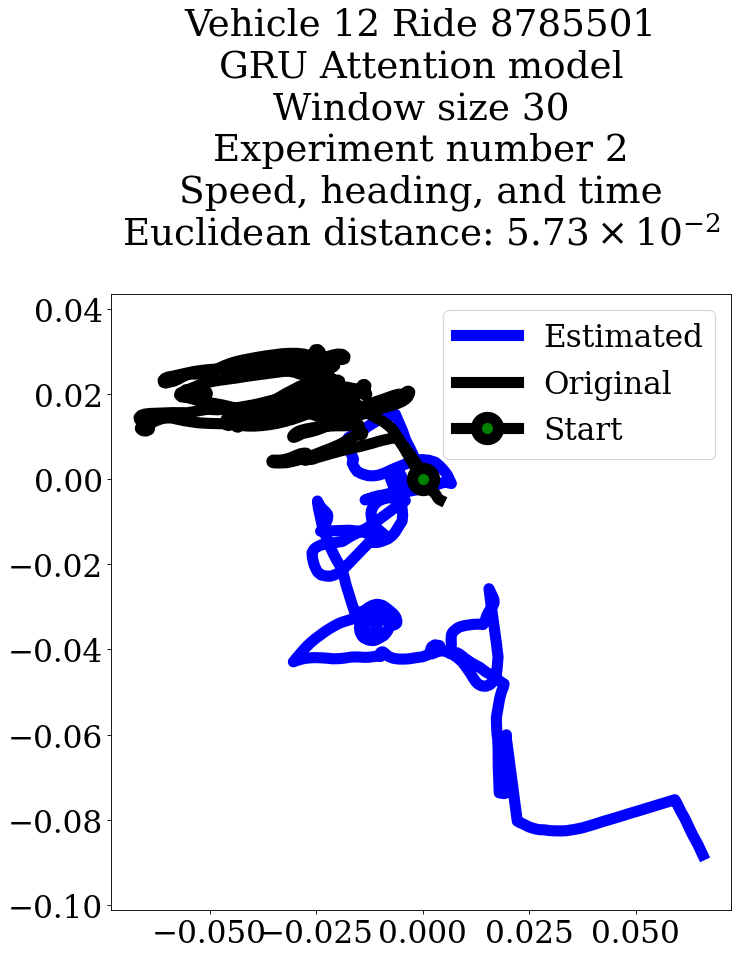 Vehicle 12 Ride 8785501
GRU Attention model
Window size 30
Experiment number 2
Speed, heading, and time
Euclidean distance: 5.73 × 10⁻²
Estimated
Original
Start
0.04
0.02
0.00
−0.02
−0.04
−0.06
−0.08
−0.10
−0.050 −0.025 0.000 0.025 0.050